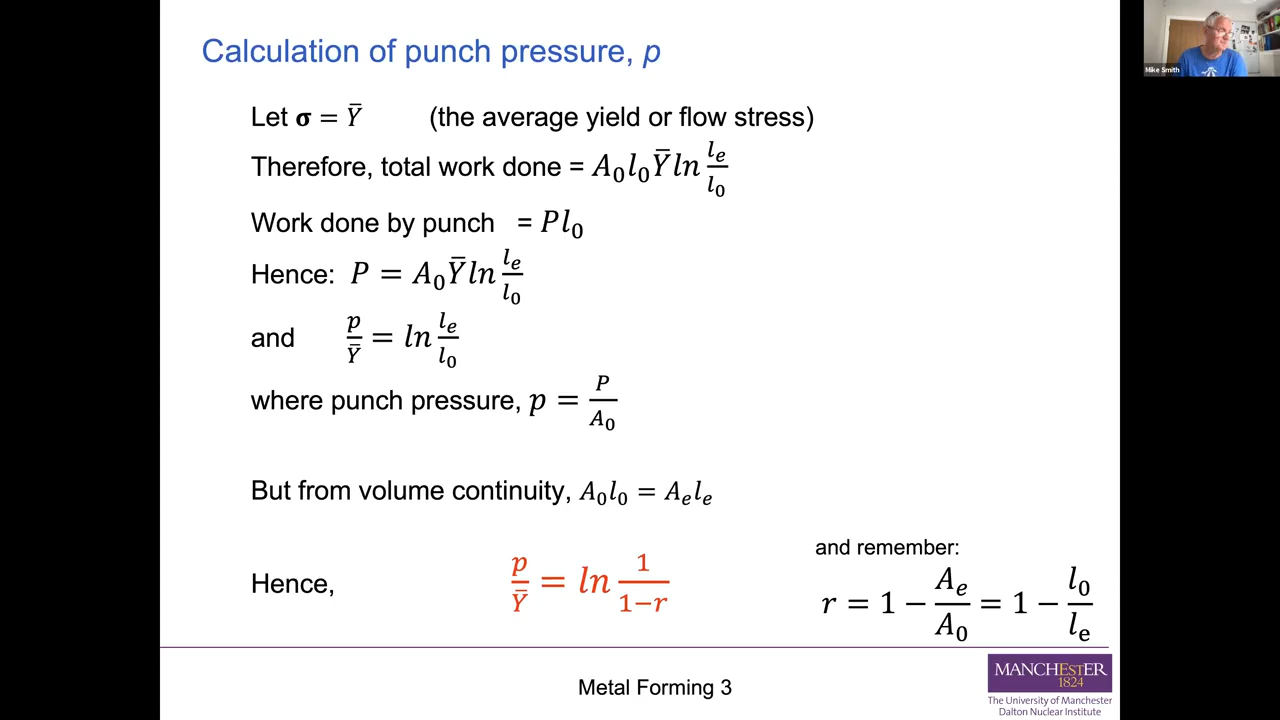 Calculation of punch pressure, p
Mike Smith
Let σ = Ȳ (the average yield or flow stress)
Therefore, total work done = A₀l₀Ȳ ln lₑ/l₀
Work done by punch = Pl₀
Hence: P = A₀Ȳ ln lₑ/l₀
and p/Ȳ = ln lₑ/l₀
where punch pressure, p = P/A₀
But from volume continuity, A₀l₀ = Aₑlₑ
and remember:
Hence, p/Ȳ = ln 1/1−r
r = 1 − Aₑ/A₀ = 1 − l₀/lₑ
Metal Forming 3
MANCHESTER
1824
The University of Manchester
Dalton Nuclear Institute